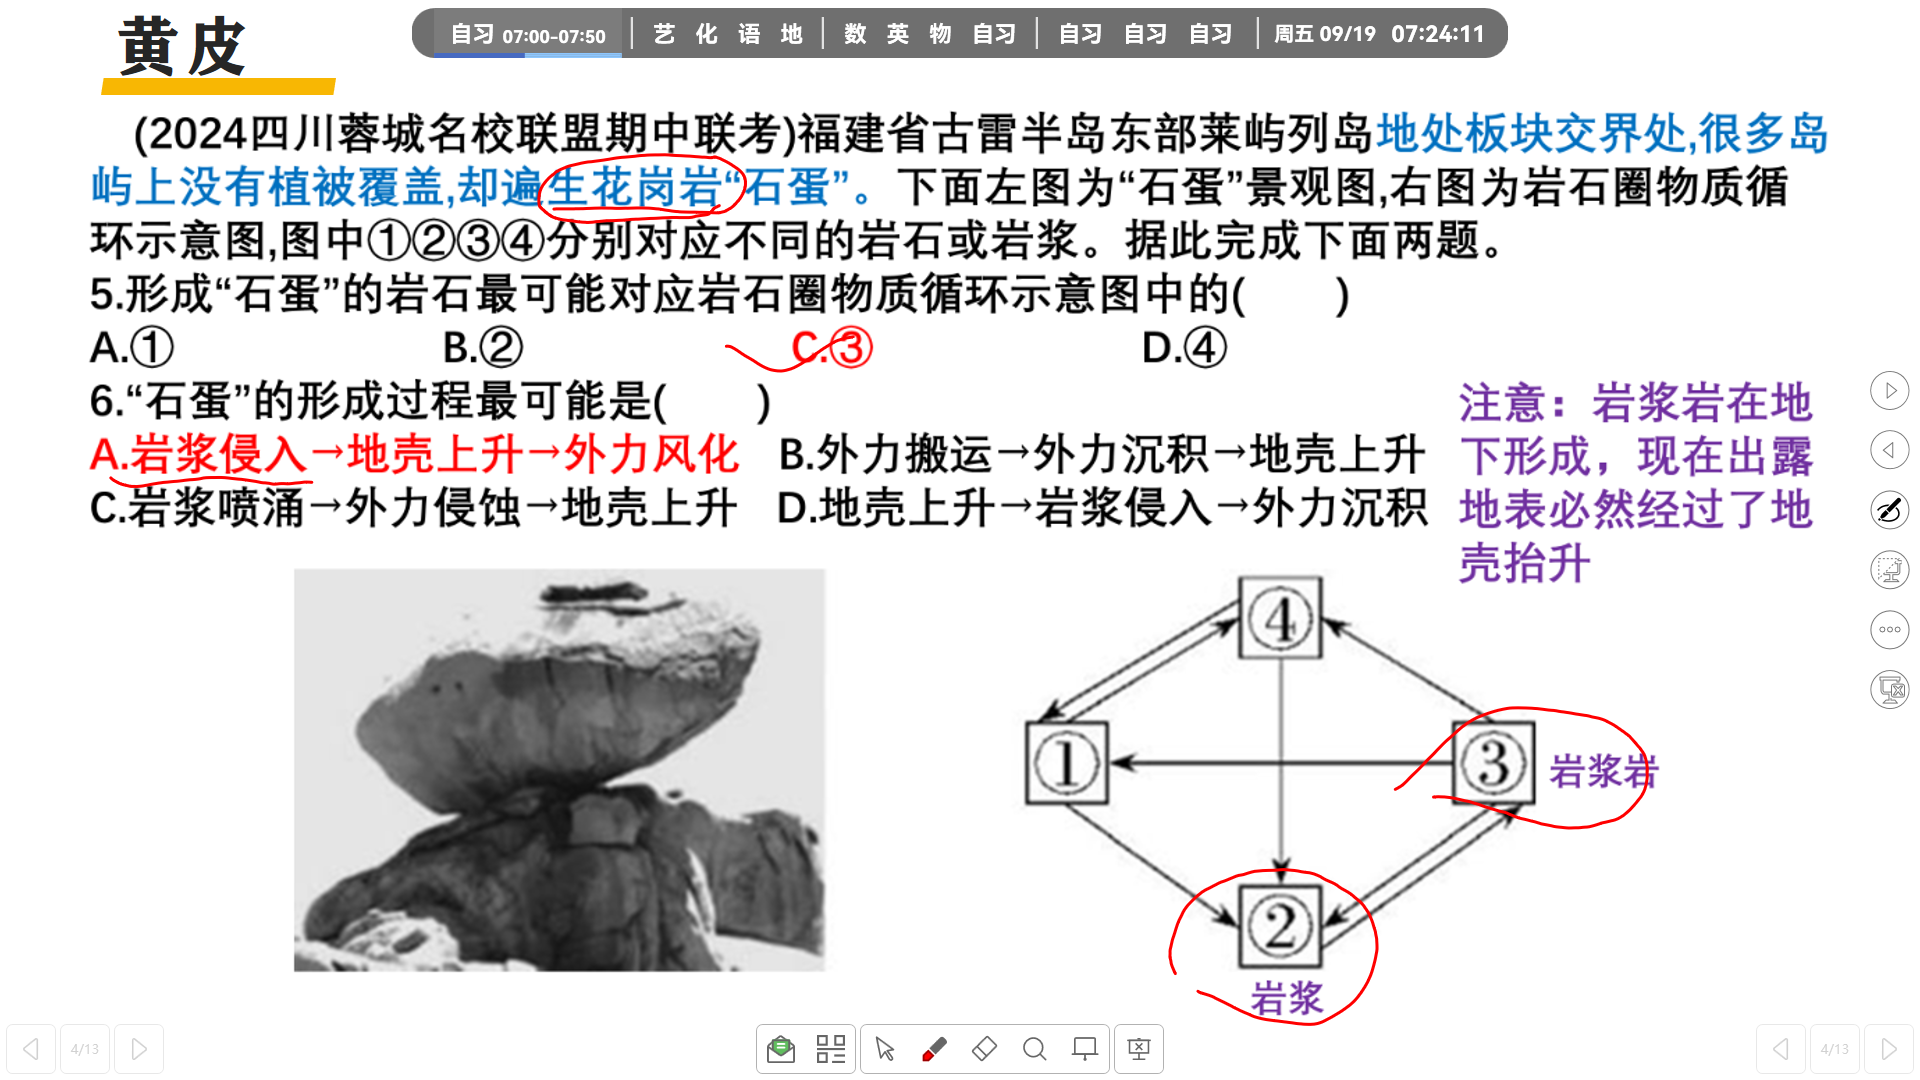 黄皮
自习 07:00-07:50 艺 化 语 地 数 英 物 自习 自习 自习 自习 周五 09/19 07:24:11
(2024四川蓉城名校联盟期中联考)福建省古雷半岛东部莱屿列岛地处板块交界处,很多岛
屿上没有植被覆盖,却遍生花岗岩“石蛋”。下面左图为“石蛋”景观图,右图为岩石圈物质循
环示意图,图中①②③④分别对应不同的岩石或岩浆。据此完成下面两题。
5.形成“石蛋”的岩石最可能对应岩石圈物质循环示意图中的(  )
A.① B.② C.③ D.④
6.“石蛋”的形成过程最可能是(  )
A.岩浆侵入→地壳上升→外力风化 B.外力搬运→外力沉积→地壳上升
C.岩浆喷涌→外力侵蚀→地壳上升 D.地壳上升→岩浆侵入→外力沉积
注意：岩浆岩在地
下形成，现在出露
地表必然经过了地
壳抬升
④
①
③
岩浆岩
②
岩浆
4/13
4/13